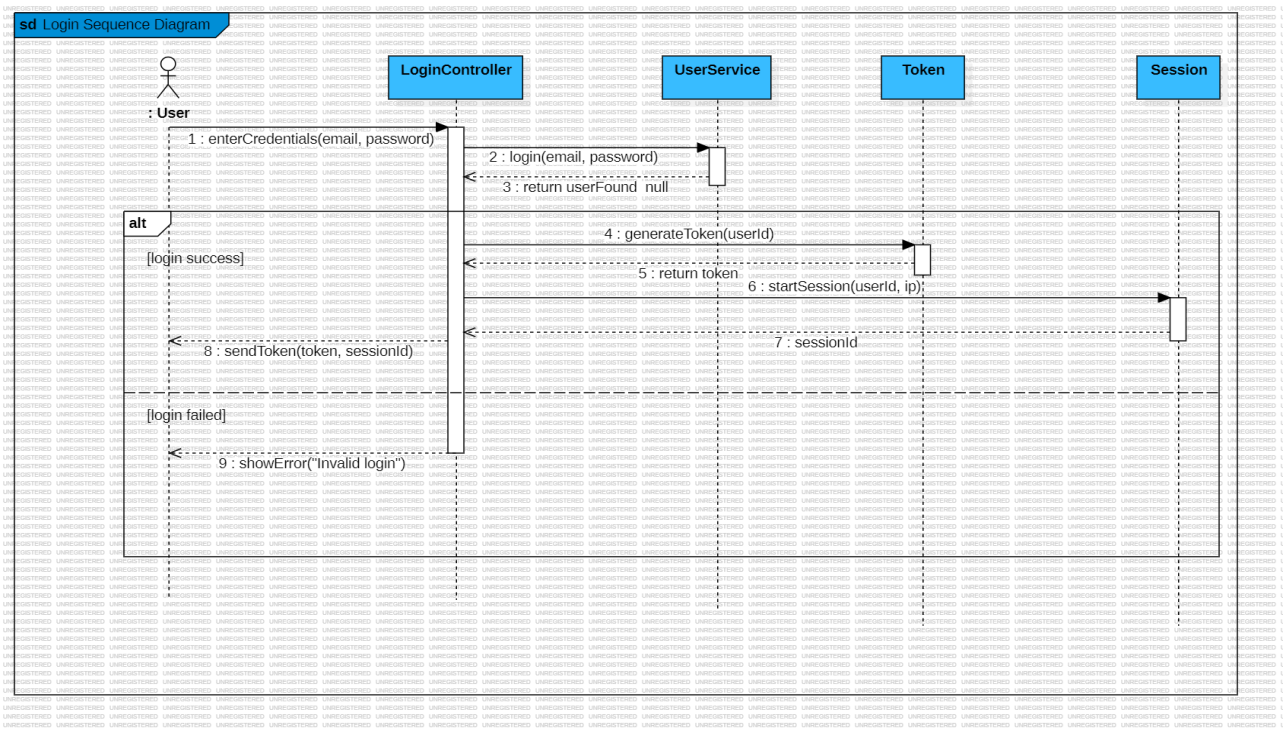 sd Login Sequence Diagram
LoginController
UserService
Token
Session
: User
1 : enterCredentials(email, password)
2 : login(email, password)
3 : return userFound  null
alt
4 : generateToken(userId)
[login success]
5 : return token
6 : startSession(userId, ip)
7 : sessionId
8 : sendToken(token, sessionId)
[login failed]
9 : showError("Invalid login")
UNREGISTERED